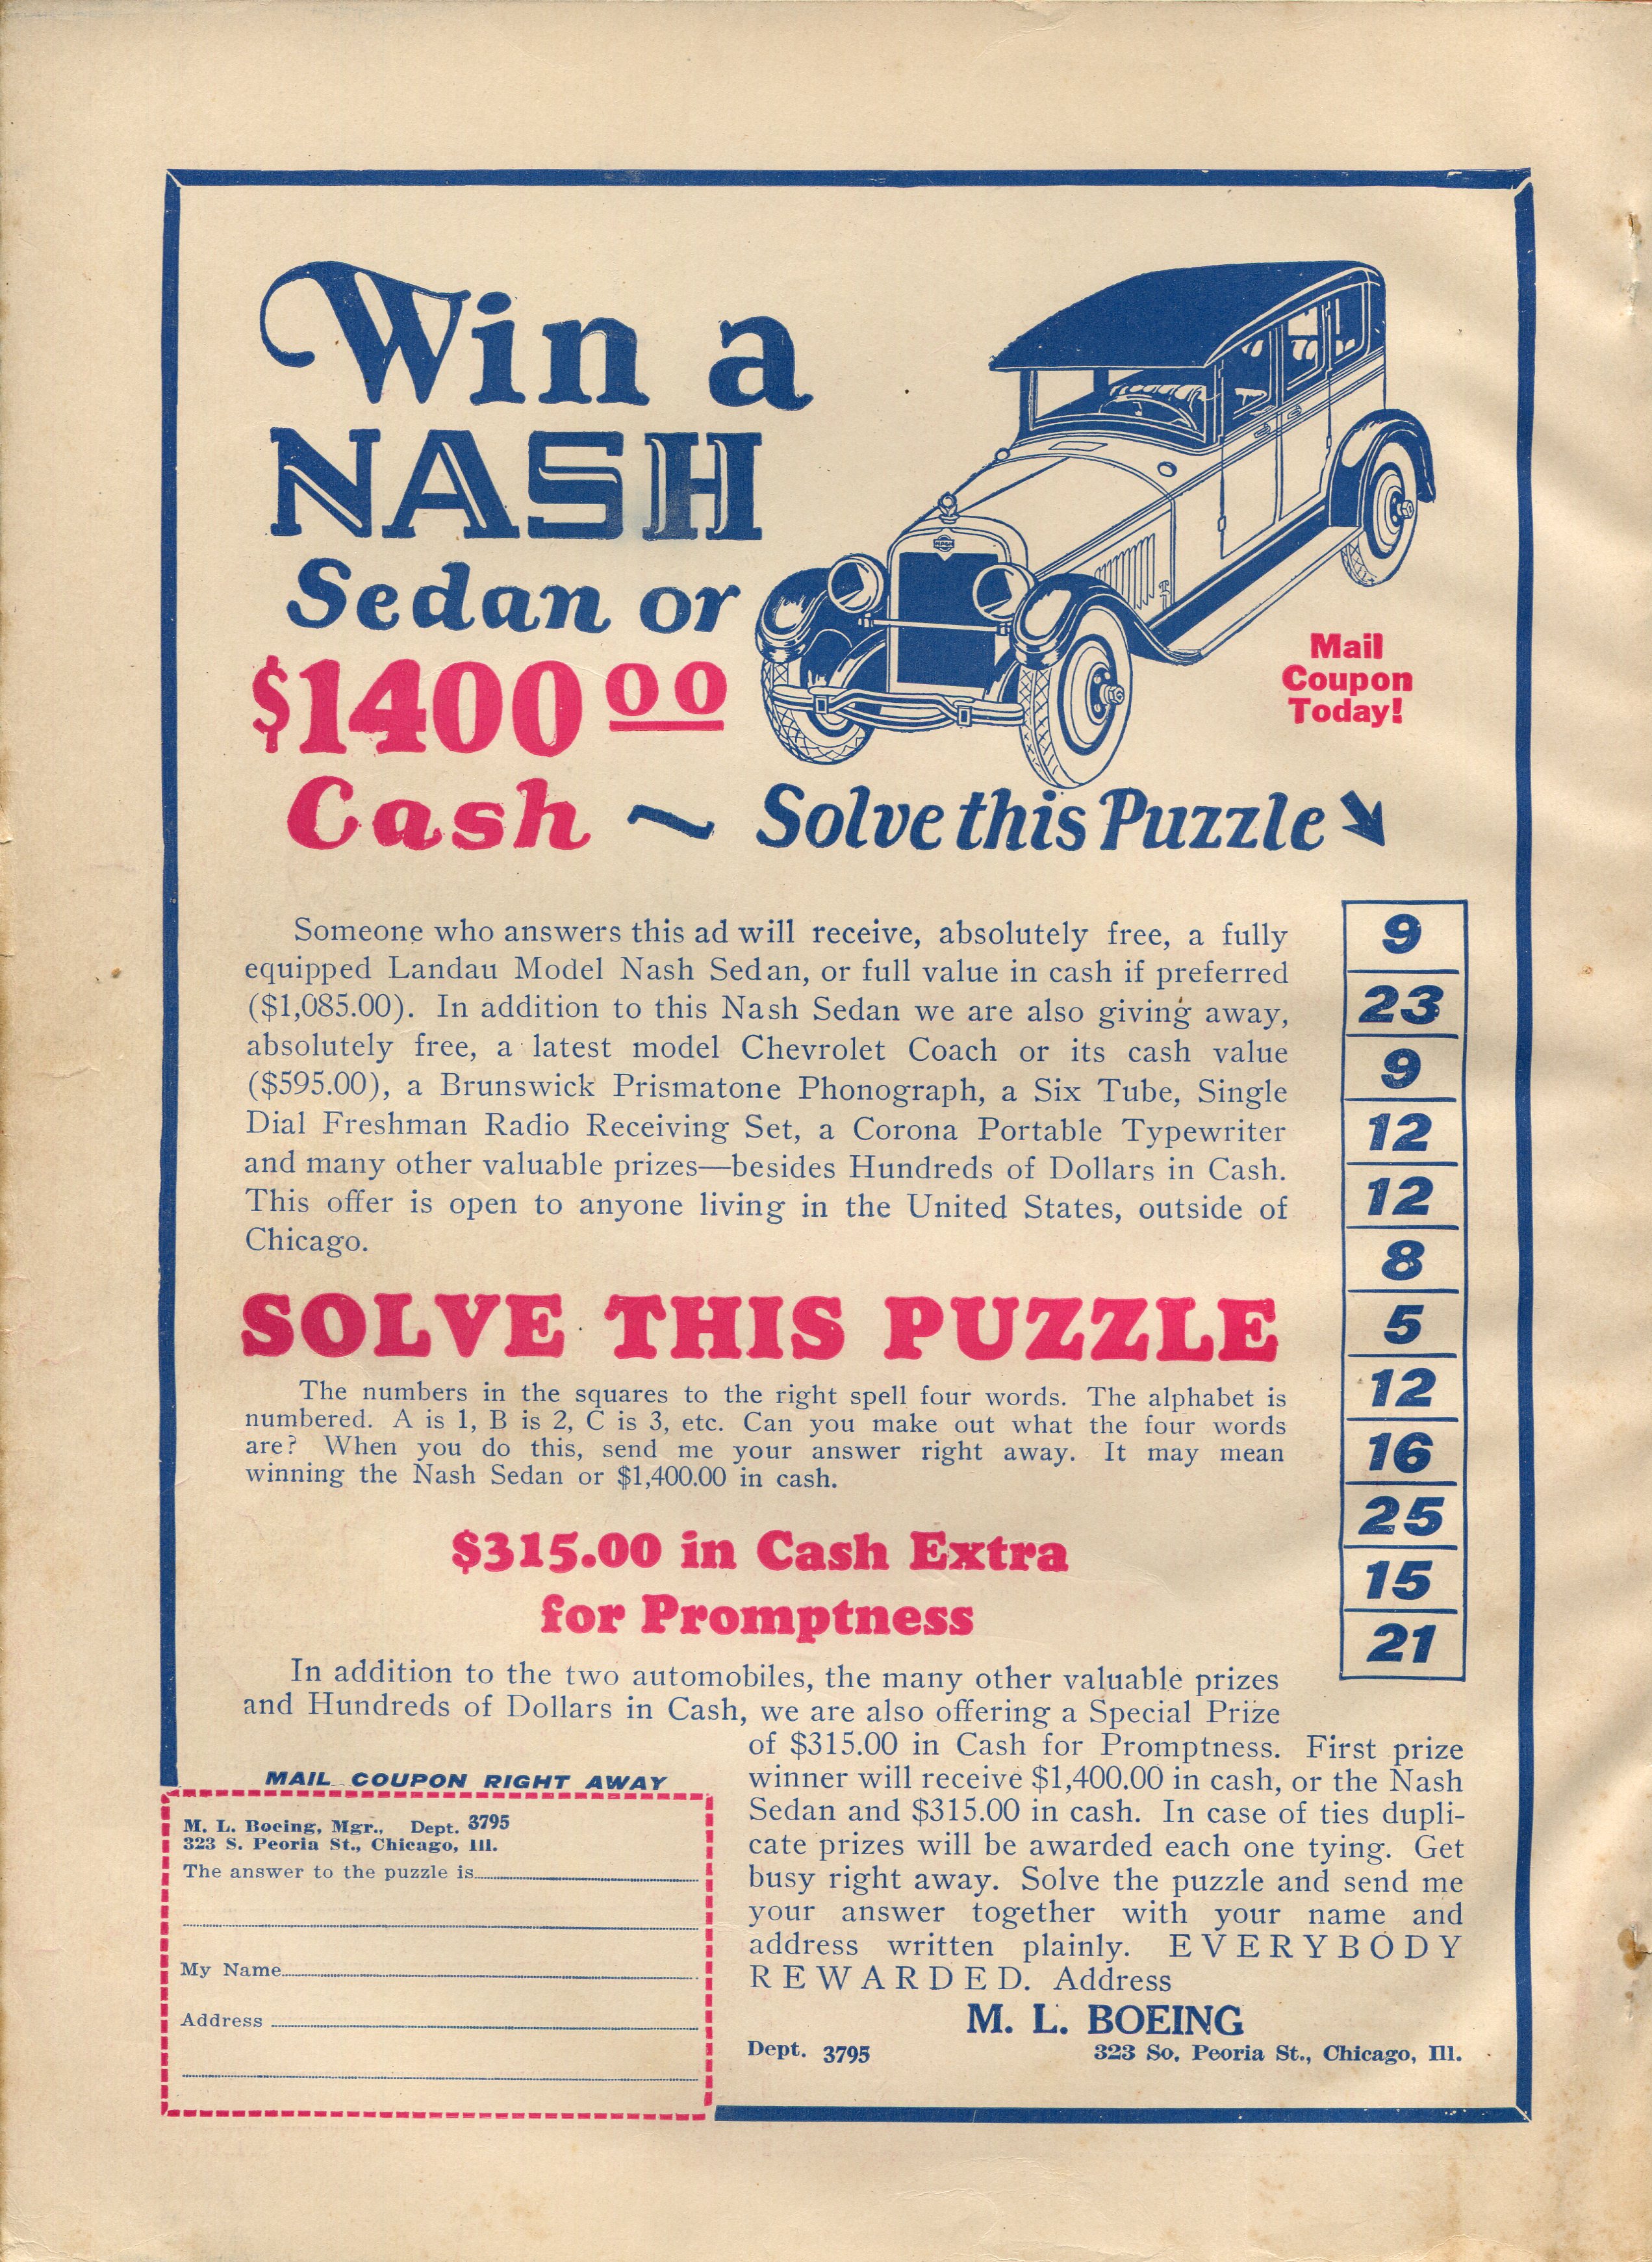 Win a
NASH
Sedan or
$1400 00
Cash ~ Solve this Puzzle
Mail
Coupon
Today!
Someone who answers this ad will receive, absolutely free, a fully
equipped Landau Model Nash Sedan, or full value in cash if preferred
($1,085.00). In addition to this Nash Sedan we are also giving away,
absolutely free, a latest model Chevrolet Coach or its cash value
($595.00), a Brunswick Prismatone Phonograph, a Six Tube, Single
Dial Freshman Radio Receiving Set, a Corona Portable Typewriter
and many other valuable prizes—besides Hundreds of Dollars in Cash.
This offer is open to anyone living in the United States, outside of
Chicago.
SOLVE THIS PUZZLE
The numbers in the squares to the right spell four words. The alphabet is
numbered. A is 1, B is 2, C is 3, etc. Can you make out what the four words
are? When you do this, send me your answer right away. It may mean
winning the Nash Sedan or $1,400.00 in cash.
9
23
9
12
12
8
5
12
16
25
15
21
$315.00 in Cash Extra
for Promptness
In addition to the two automobiles, the many other valuable prizes
and Hundreds of Dollars in Cash, we are also offering a Special Prize
of $315.00 in Cash for Promptness. First prize
winner will receive $1,400.00 in cash, or the Nash
Sedan and $315.00 in cash. In case of ties dupli-
cate prizes will be awarded each one tying. Get
busy right away. Solve the puzzle and send me
your answer together with your name and
address written plainly. EVERYBODY
REWARDED. Address
M. L. BOEING
Dept. 3795 323 So. Peoria St., Chicago, Ill.
MAIL COUPON RIGHT AWAY
M. L. Boeing, Mgr., Dept. 3795
323 S. Peoria St., Chicago, Ill.
The answer to the puzzle is
My Name
Address